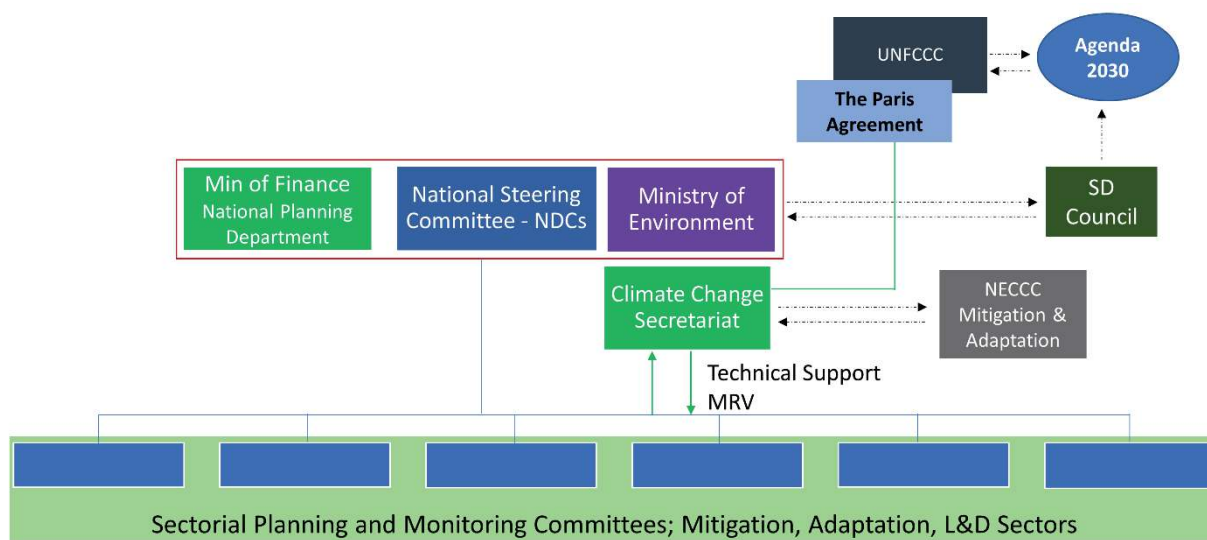 UNFCCC
Agenda
2030
The Paris
Agreement
Min of Finance
National Planning
Department
National Steering
Committee - NDCs
Ministry of
Environment
SD
Council
Climate Change
Secretariat
NECCC
Mitigation &
Adaptation
Technical Support
MRV
Sectorial Planning and Monitoring Committees; Mitigation, Adaptation, L&D Sectors